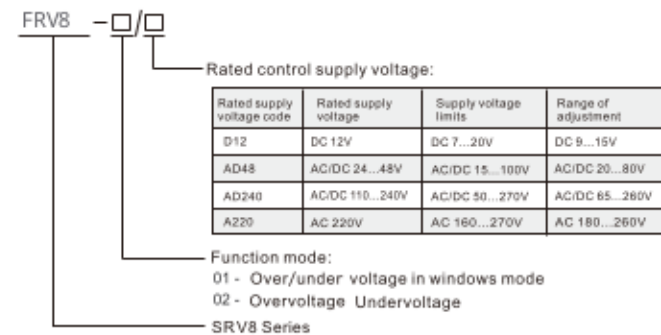 FRV8 –□/□
Rated control supply voltage:
Rated supply voltage code | Rated supply voltage | Supply voltage limits | Range of adjustment
D12 | DC 12V | DC 7...20V | DC 9...15V
AD48 | AC/DC 24...48V | AC/DC 15...100V | AC/DC 20...80V
AD240 | AC/DC 110...240V | AC/DC 50...270V | AC/DC 65...260V
A220 | AC 220V | AC 160...270V | AC 180...260V
Function mode:
01 - Over/under voltage in windows mode
02 - Overvoltage Undervoltage
SRV8 Series